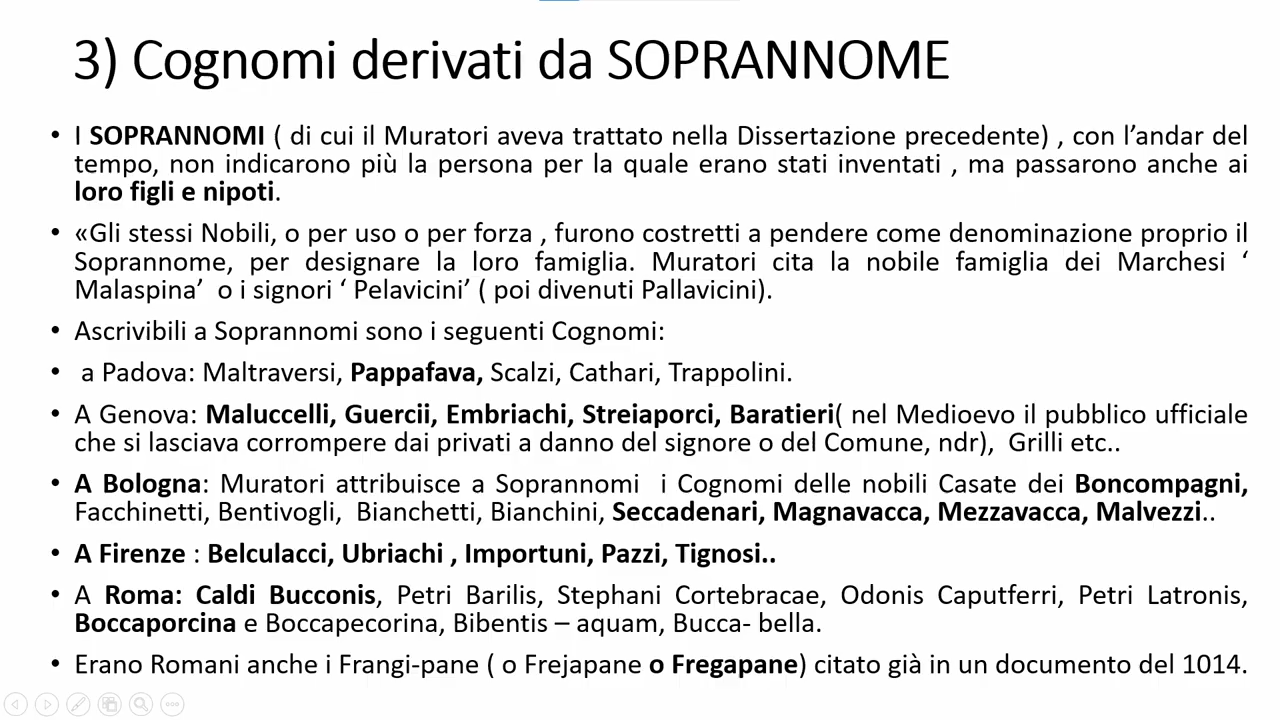 3) Cognomi derivati da SOPRANNOME
• I SOPRANNOMI ( di cui il Muratori aveva trattato nella Dissertazione precedente) , con l’andar del
tempo, non indicarono più la persona per la quale erano stati inventati , ma passarono anche ai
loro figli e nipoti.
• «Gli stessi Nobili, o per uso o per forza , furono costretti a pendere come denominazione proprio il
Soprannome, per designare la loro famiglia. Muratori cita la nobile famiglia dei Marchesi ‘
Malaspina’ o i signori ‘ Pelavicini’ ( poi divenuti Pallavicini).
• Ascrivibili a Soprannomi sono i seguenti Cognomi:
• a Padova: Maltraversi, Pappafava, Scalzi, Cathari, Trappolini.
• A Genova: Maluccelli, Guercii, Embriachi, Streiaporci, Baratieri( nel Medioevo il pubblico ufficiale
che si lasciava corrompere dai privati a danno del signore o del Comune, ndr), Grilli etc..
• A Bologna: Muratori attribuisce a Soprannomi i Cognomi delle nobili Casate dei Boncompagni,
Facchinetti, Bentivogli, Bianchetti, Bianchini, Seccadenari, Magnavacca, Mezzavacca, Malvezzi..
• A Firenze : Belculacci, Ubriachi , Importuni, Pazzi, Tignosi..
• A Roma: Caldi Bucconis, Petri Barilis, Stephani Cortebracae, Odonis Caputferri, Petri Latronis,
Boccaporcina e Boccapecorina, Bibentis – aquam, Bucca- bella.
• Erano Romani anche i Frangi-pane ( o Frejapane o Fregapane) citato già in un documento del 1014.